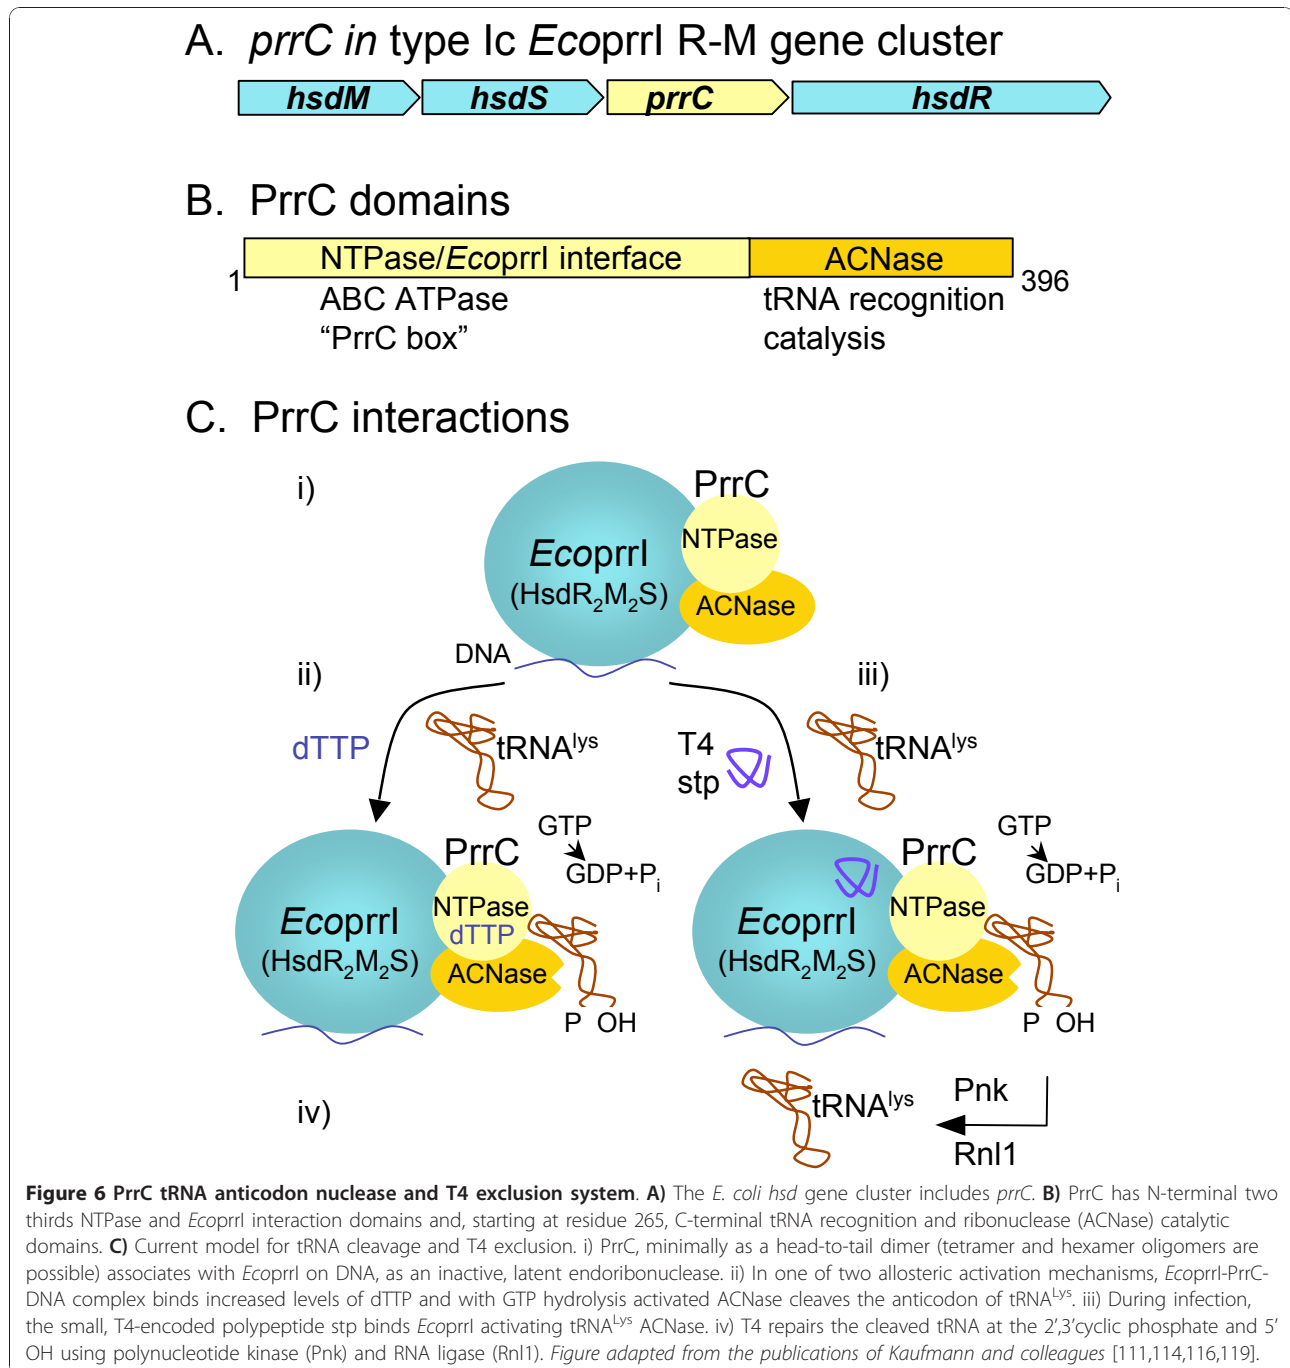 A. prrC in type Ic EcoprrI R-M gene cluster
hsdM hsdS prrC hsdR
B. PrrC domains
NTPase/EcoprrI interface ACNase
1 396
ABC ATPase tRNA recognition
“PrrC box” catalysis
C. PrrC interactions
i)
PrrC
NTPase
EcoprrI
(HsdR2M2S)
ACNase
DNA
ii)
iii)
dTTP
tRNAlys
T4
stp
tRNAlys
GTP
GDP+Pi
PrrC
NTPase
dTTP
EcoprrI
(HsdR2M2S)
ACNase
P OH
GTP
GDP+Pi
PrrC
NTPase
EcoprrI
(HsdR2M2S)
ACNase
P OH
iv)
tRNAlys
Pnk
Rnl1
Figure 6 PrrC tRNA anticodon nuclease and T4 exclusion system. A) The E. coli hsd gene cluster includes prrC. B) PrrC has N-terminal two
thirds NTPase and EcoprrI interaction domains and, starting at residue 265, C-terminal tRNA recognition and ribonuclease (ACNase) catalytic
domains. C) Current model for tRNA cleavage and T4 exclusion. i) PrrC, minimally as a head-to-tail dimer (tetramer and hexamer oligomers are
possible) associates with EcoprrI on DNA, as an inactive, latent endoribonuclease. ii) In one of two allosteric activation mechanisms, EcoprrI-PrrC-
DNA complex binds increased levels of dTTP and with GTP hydrolysis activated ACNase cleaves the anticodon of tRNALys. iii) During infection,
the small, T4-encoded polypeptide stp binds EcoprrI activating tRNALys ACNase. iv) T4 repairs the cleaved tRNA at the 2’,3’cyclic phosphate and 5’
OH using polynucleotide kinase (Pnk) and RNA ligase (Rnl1). Figure adapted from the publications of Kaufmann and colleagues [111,114,116,119].